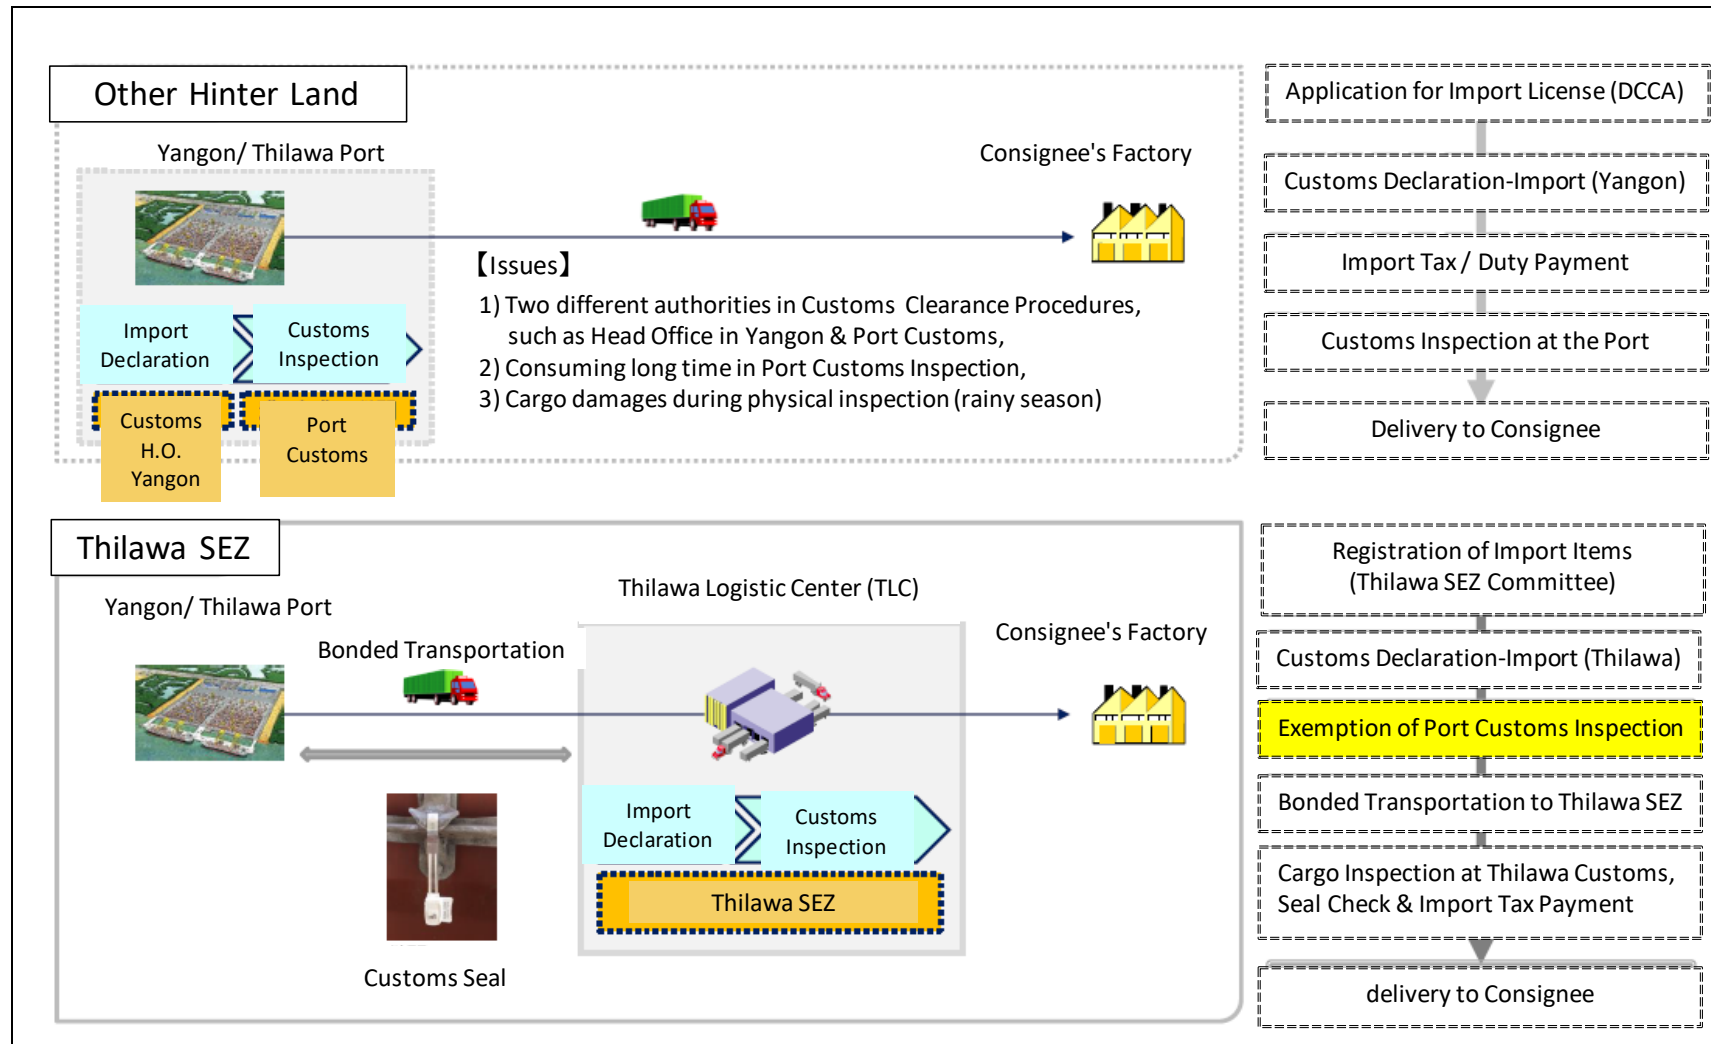 Other Hinter Land
Yangon/ Thilawa Port
Consignee's Factory
【Issues】
1) Two different authorities in Customs Clearance Procedures,
such as Head Office in Yangon & Port Customs,
2) Consuming long time in Port Customs Inspection,
3) Cargo damages during physical inspection (rainy season)
Import
Declaration
Customs
Inspection
Customs
H.O.
Yangon
Port
Customs
Application for Import License (DCCA)
Customs Declaration-Import (Yangon)
Import Tax / Duty Payment
Customs Inspection at the Port
Delivery to Consignee
Thilawa SEZ
Yangon/ Thilawa Port
Bonded Transportation
Thilawa Logistic Center (TLC)
Consignee's Factory
Import
Declaration
Customs
Inspection
Thilawa SEZ
Customs Seal
Registration of Import Items
(Thilawa SEZ Committee)
Customs Declaration-Import (Thilawa)
Exemption of Port Customs Inspection
Bonded Transportation to Thilawa SEZ
Cargo Inspection at Thilawa Customs,
Seal Check & Import Tax Payment
delivery to Consignee